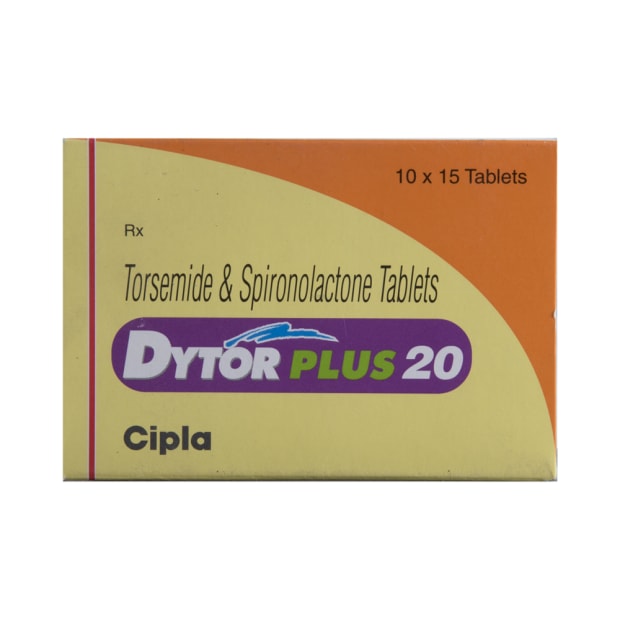 10 x 15 Tablets
Rx
Torsemide & Spironolactone Tablets
DYTOR PLUS 20
Cipla